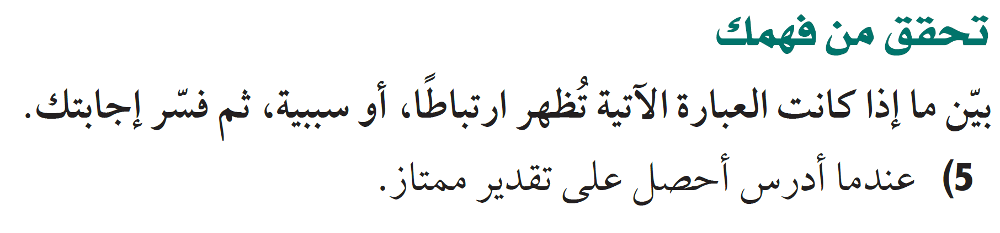 تحقق من فهمك
بيّن ما إذا كانت العبارة الآتية تُظهر ارتباطًا، أو سببية، ثم فسّر إجابتك.
5) عندما أدرس أحصل على تقدير ممتاز.